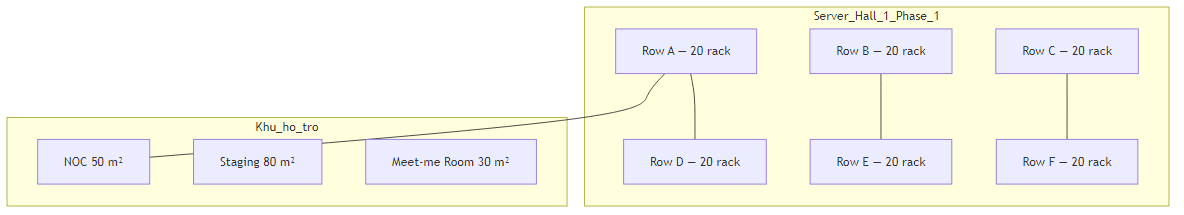 Server_Hall_1_Phase_1
Row A – 20 rack
Row B – 20 rack
Row C – 20 rack
Khu_ho_tro
NOC 50 m²
Staging 80 m²
Meet-me Room 30 m²
Row D – 20 rack
Row E – 20 rack
Row F – 20 rack